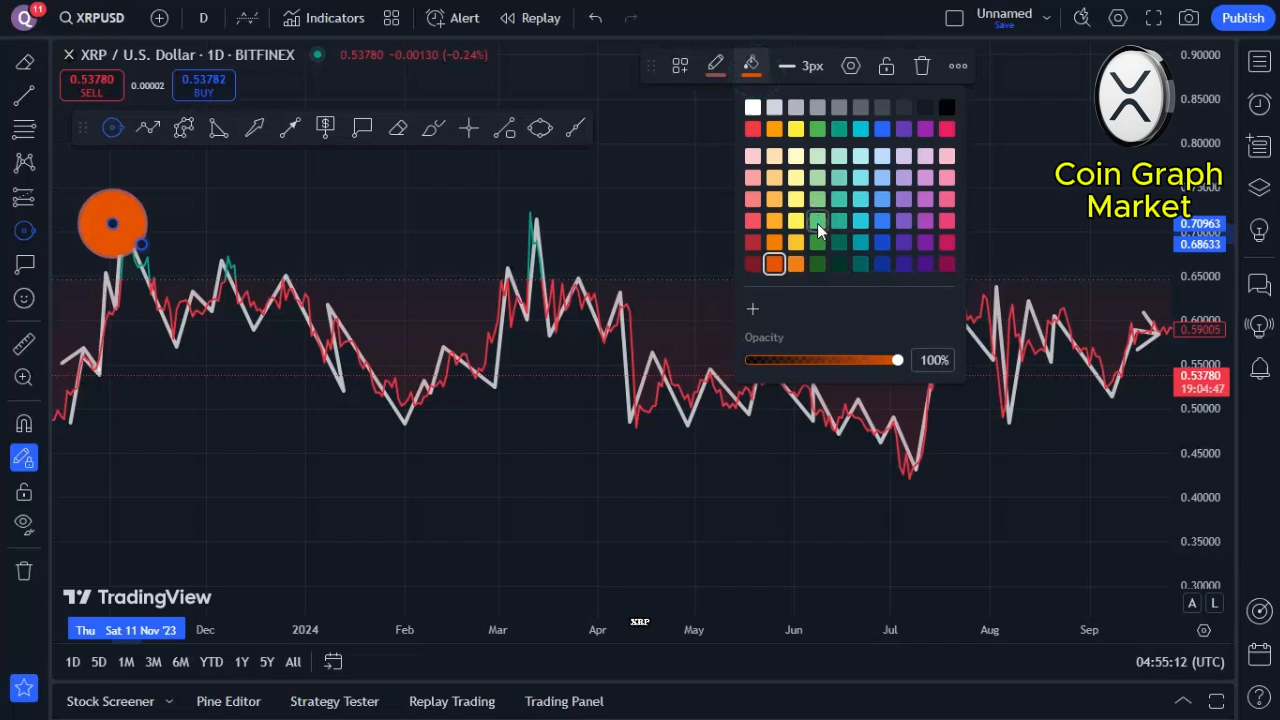 Q 11 XRPUSD D Indicators Alert Replay Unnamed Save Publish
XRP / U.S. Dollar · 1D · BITFINEX 0.53780 −0.00130 (−0.24%)
0.53780 SELL 0.00002 0.53782 BUY
3px
Coin Graph
Market
Opacity
100%
0.90000
0.85000
0.80000
0.70963
0.68633
0.65000
0.60000
0.59005
0.55000
0.53780
19:04:47
0.50000
0.45000
0.40000
0.30000
A L
TradingView
XRP
Thu Sat 11 Nov '23 Dec 2024 Feb Mar Apr May Jun Jul Aug Sep
1D 5D 1M 3M 6M YTD 1Y 5Y All 04:55:12 (UTC)
Stock Screener Pine Editor Strategy Tester Replay Trading Trading Panel